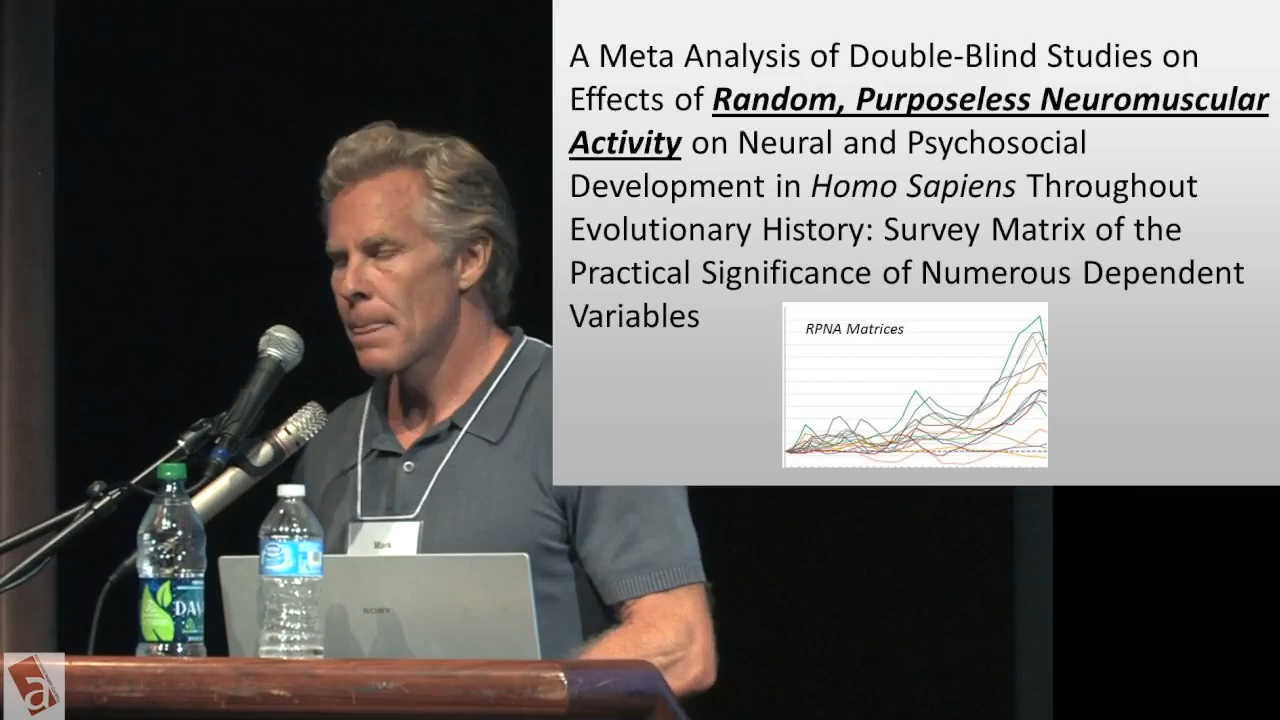 A Meta Analysis of Double-Blind Studies on
Effects of Random, Purposeless Neuromuscular
Activity on Neural and Psychosocial
Development in Homo Sapiens Throughout
Evolutionary History: Survey Matrix of the
Practical Significance of Numerous Dependent
Variables
RPNA Matrices
Mark
SONY
DAS
a